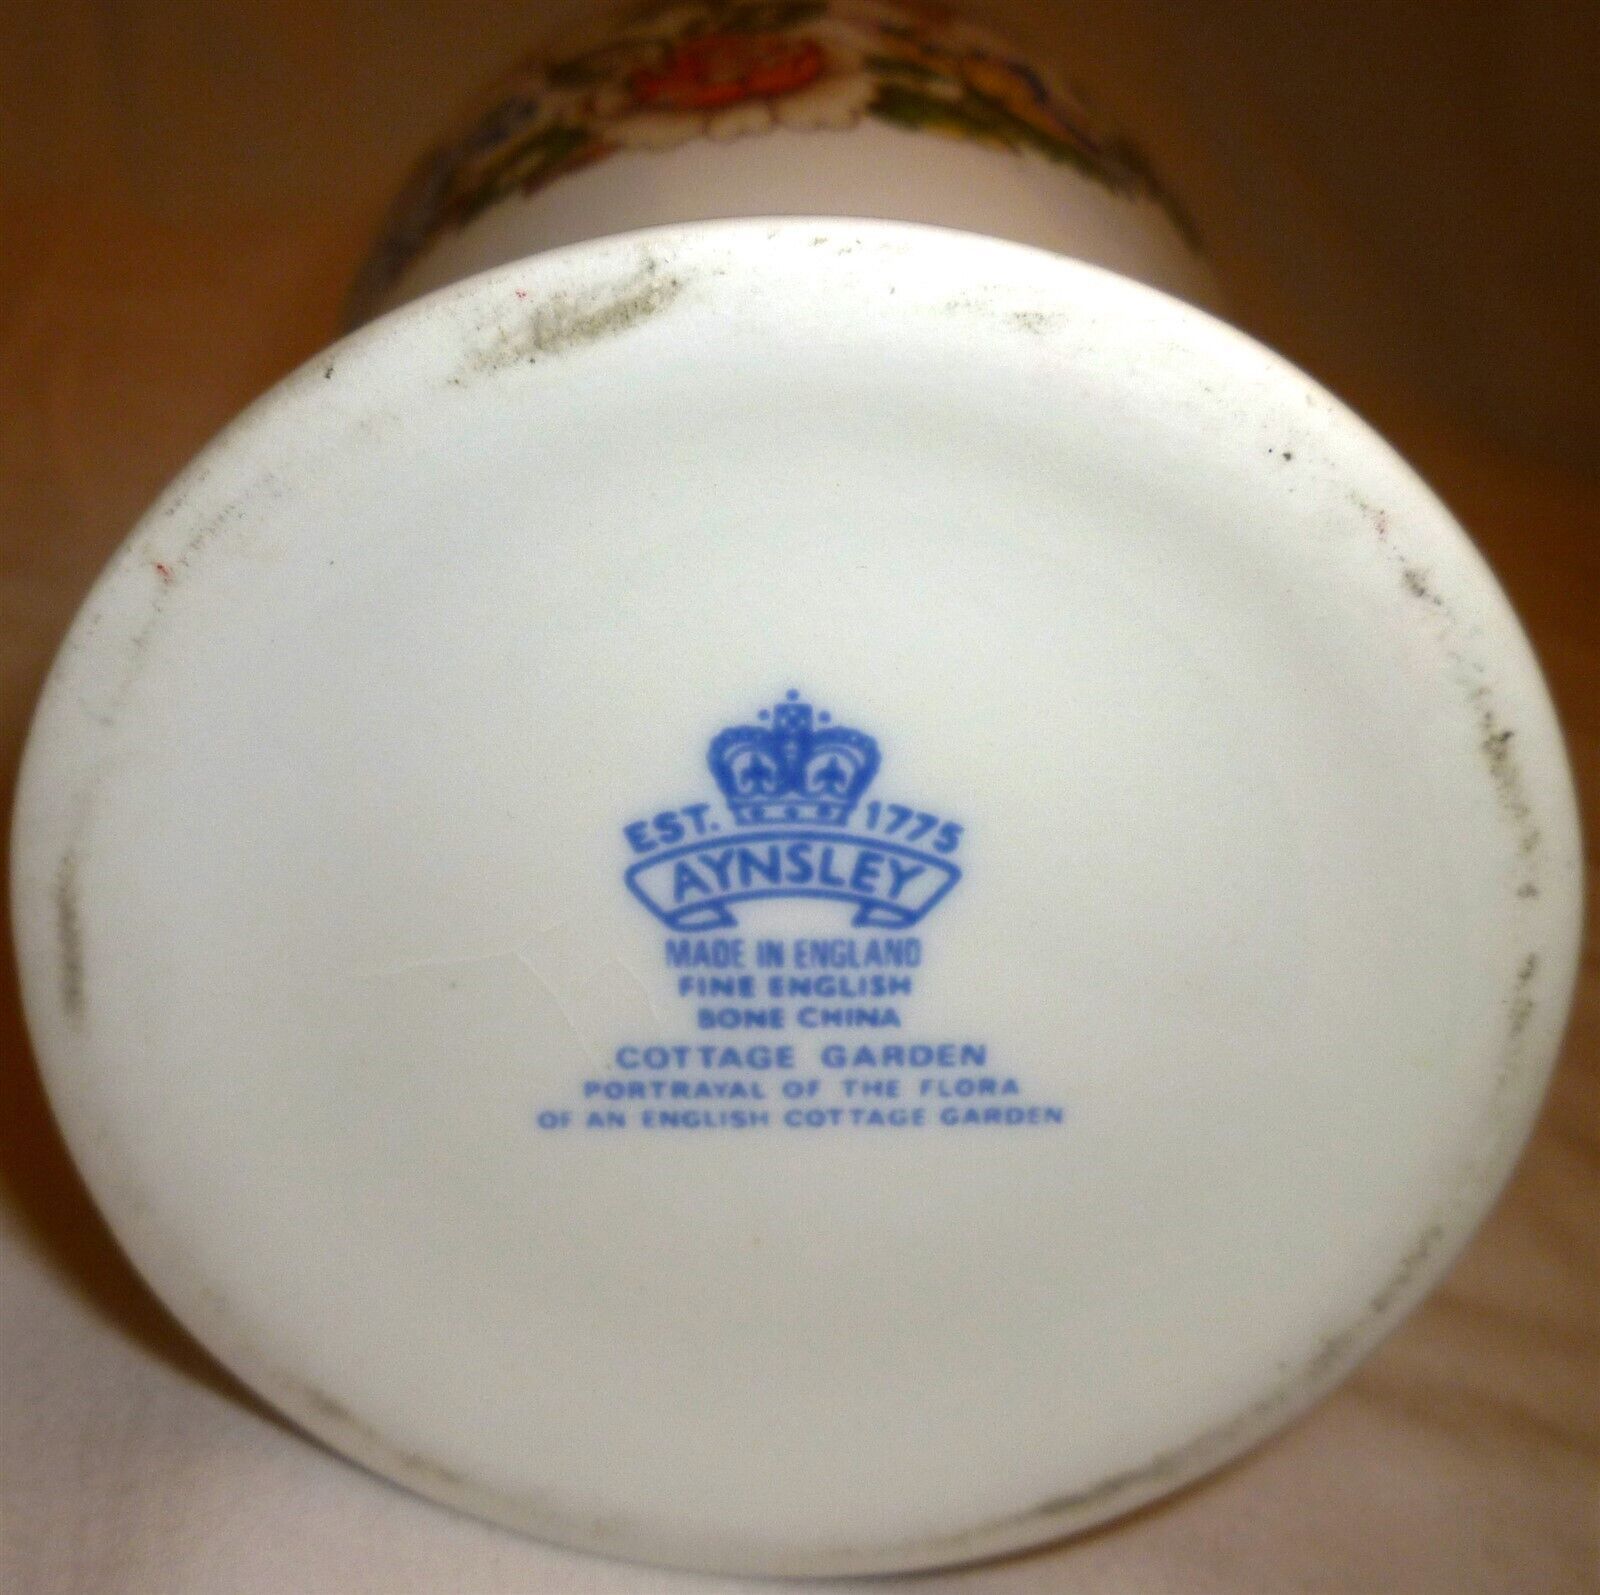 EST. 1775
AYNSLEY
MADE IN ENGLAND
FINE ENGLISH
BONE CHINA
COTTAGE GARDEN
PORTRAYAL OF THE FLORA
OF AN ENGLISH COTTAGE GARDEN